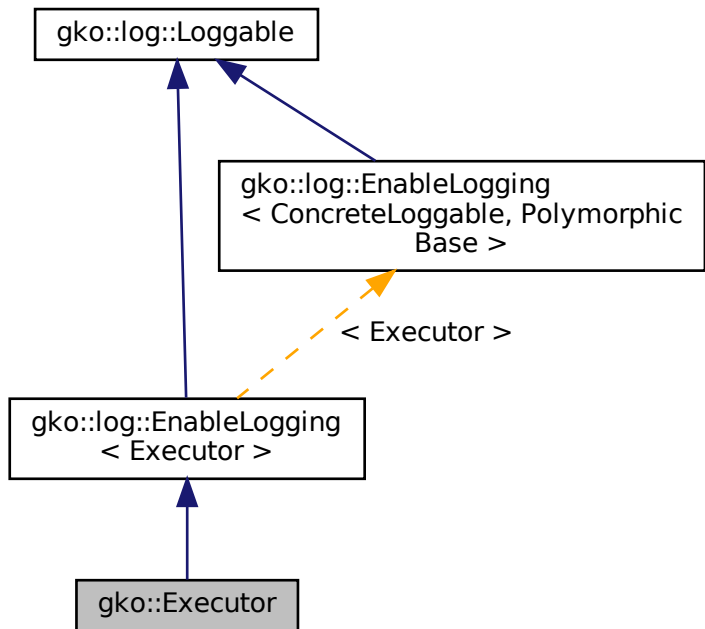 gko::log::Loggable
gko::log::EnableLogging
< ConcreteLoggable, Polymorphic
Base >
< Executor >
gko::log::EnableLogging
< Executor >
gko::Executor